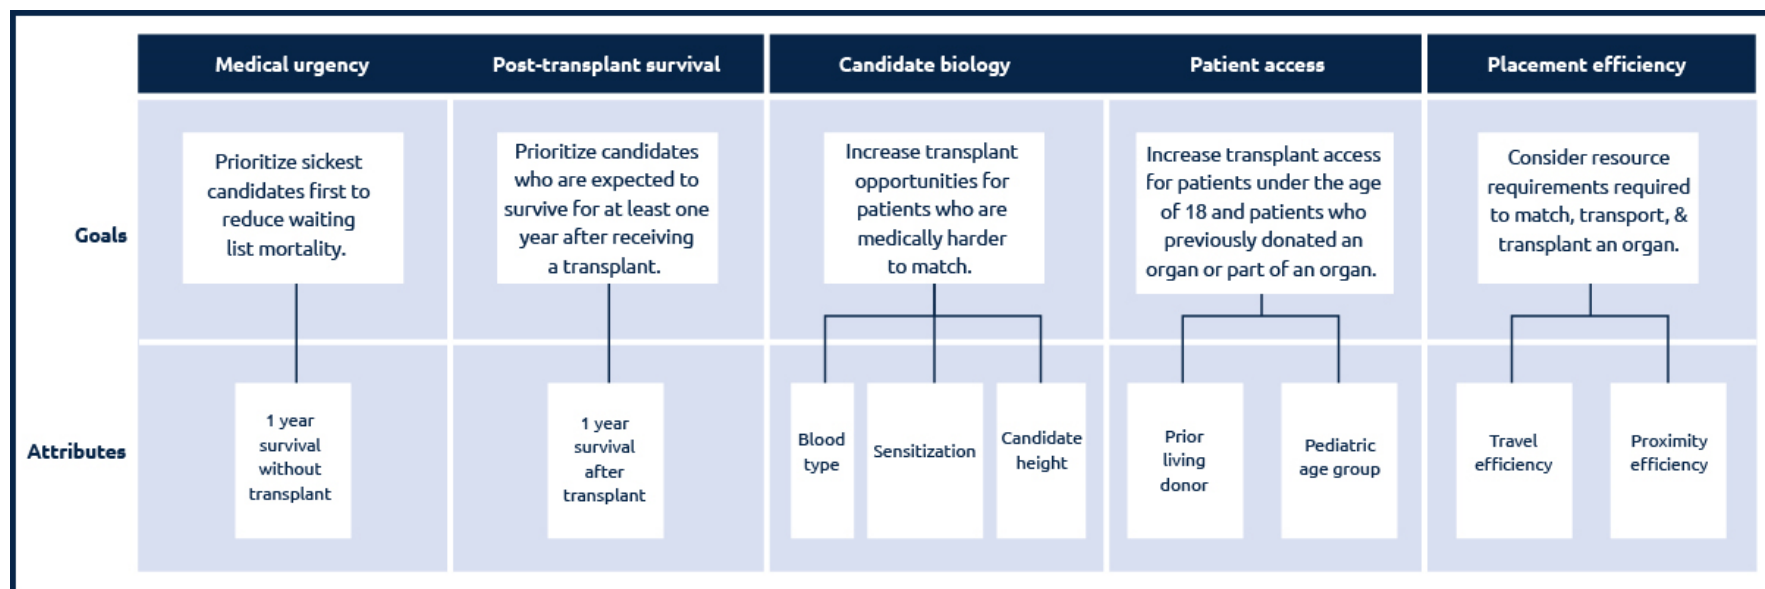 Medical urgency
Post-transplant survival
Candidate biology
Patient access
Placement efficiency
Goals
Prioritize sickest
candidates first to
reduce waiting
list mortality.
Prioritize candidates
who are expected to
survive for at least one
year after receiving
a transplant.
Increase transplant
opportunities for
patients who are
medically harder
to match.
Increase transplant access
for patients under the age
of 18 and patients who
previously donated an
organ or part of an organ.
Consider resource
requirements required
to match, transport, &
transplant an organ.
Attributes
1 year
survival
without
transplant
1 year
survival
after
transplant
Blood
type
Sensitization
Candidate
height
Prior
living
donor
Pediatric
age group
Travel
efficiency
Proximity
efficiency